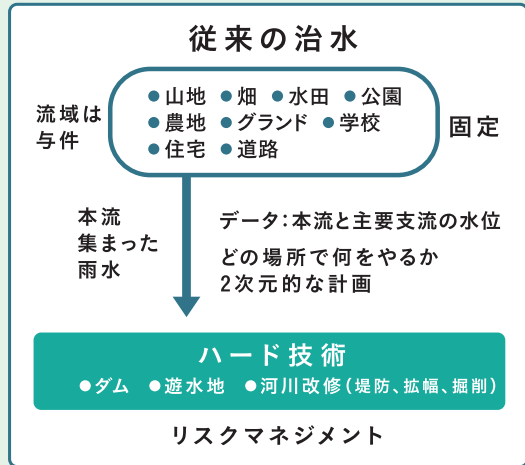 従来の治水
流域は
与件
●山地 ●畑 ●水田 ●公園
●農地 ●グランド ●学校
●住宅 ●道路
固定
本流
集まった
雨水
データ：本流と主要支流の水位
どの場所で何をやるか
2次元的な計画
ハード技術
●ダム ●遊水地 ●河川改修（堤防、拡幅、掘削）
リスクマネジメント